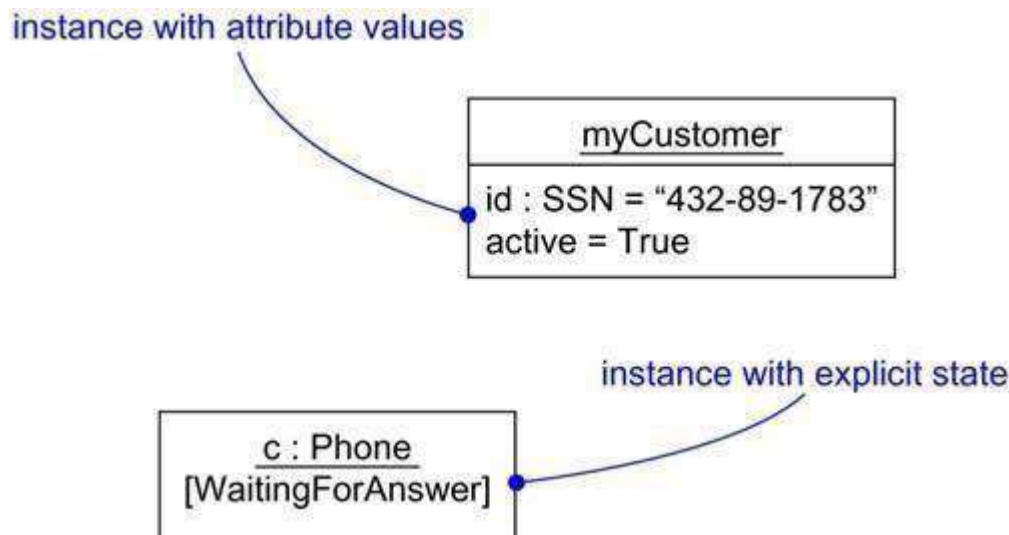 instance with attribute values
myCustomer
id : SSN = “432-89-1783”
active = True
instance with explicit state
c : Phone
[WaitingForAnswer]